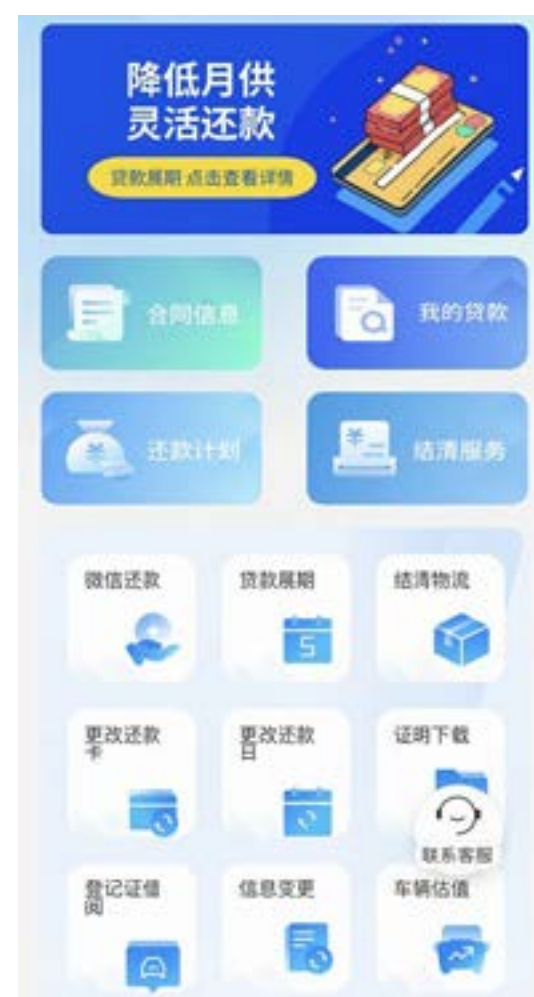 降低月供
灵活还款
贷款展期 点击查看详情
合同信息
我的贷款
还款计划
结清服务
微信还款
贷款展期
结清物流
更改还款
卡
更改还款
日
证明下载
联系客服
登记证借
阅
信息变更
车辆估值